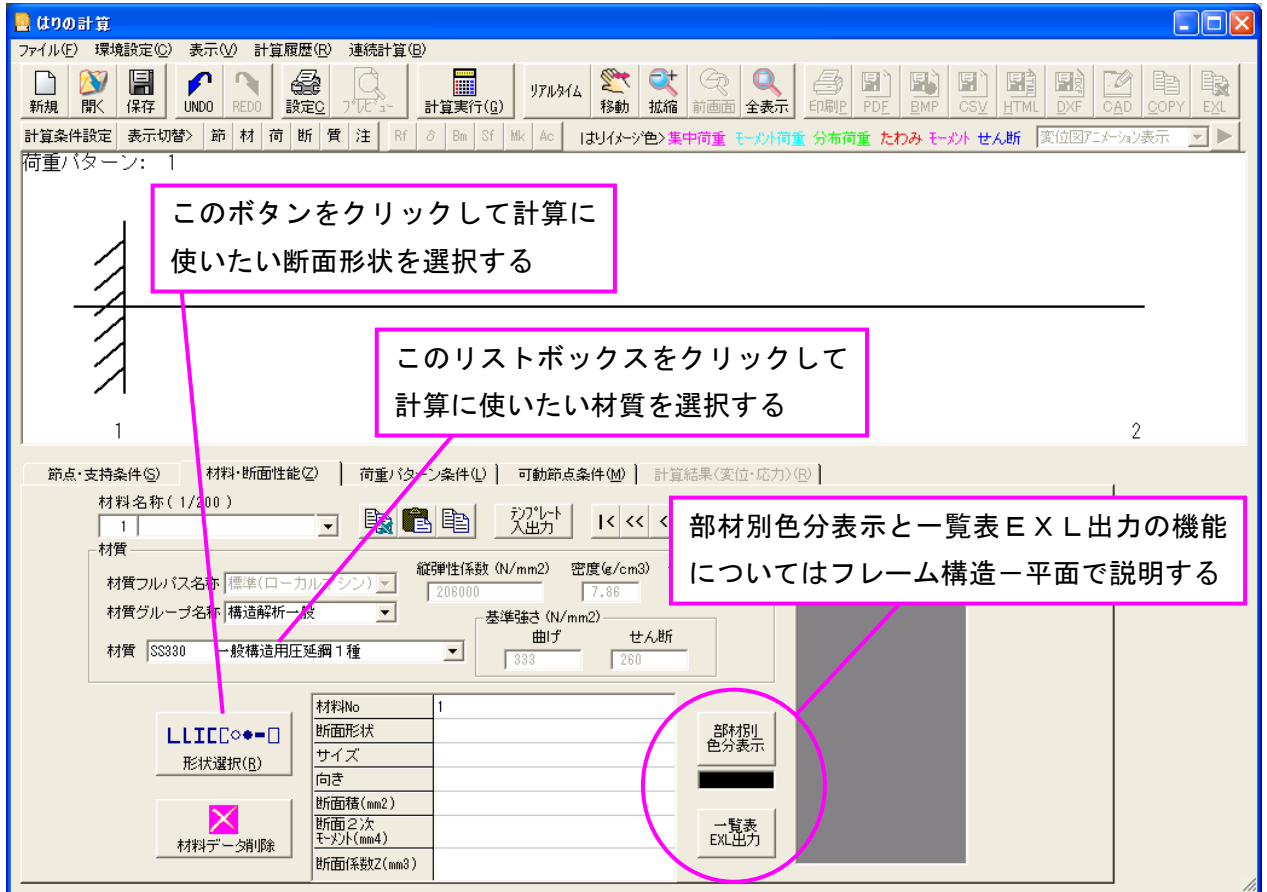 はりの計算
ファイル(F) 環境設定(C) 表示(V) 計算履歴(R) 連続計算(B)
新規 開く 保存 UNDO REDO 設定C プレビュー 計算実行(G) リアルタイム 移動 拡縮 前画面 全表示 印刷P PDF BMP CSV HTML DXF CAD COPY EXL
計算条件設定 表示切替> 節 材 荷 断 質 注 Rf δ Bm Sf Mk Ac |はりイメージ色> 集中荷重 モーメント荷重 分布荷重 たわみ モーメント せん断 変位図アニメーション表示
荷重パターン: 1
このボタンをクリックして計算に
使いたい断面形状を選択する
このリストボックスをクリックして
計算に使いたい材質を選択する
1 2
節点・支持条件(S) 材料・断面性能(Z) 荷重パターン条件(L) 可動節点条件(M) 計算結果(変位・応力)(R)
材料名称( 1/200 )
1 テンプレート
入出力 |< << <
部材別色分表示と一覧表EXL出力の機能
についてはフレーム構造－平面で説明する
材質
材質フルパス名称 標準(ローカルマシン) 縦弾性係数 (N/mm2) 密度(g/cm3)
206000 7.86
材質グループ名称 構造解析一般 基準強さ (N/mm2)
曲げ せん断
材質 SS330 一般構造用圧延鋼1種 333 260
形状選択(R)
材料データ削除
材料No 1
断面形状
サイズ
向き
断面積(mm2)
断面2次
モーメント(mm4)
断面係数Z(mm3)
部材別
色分表示
一覧表
EXL出力